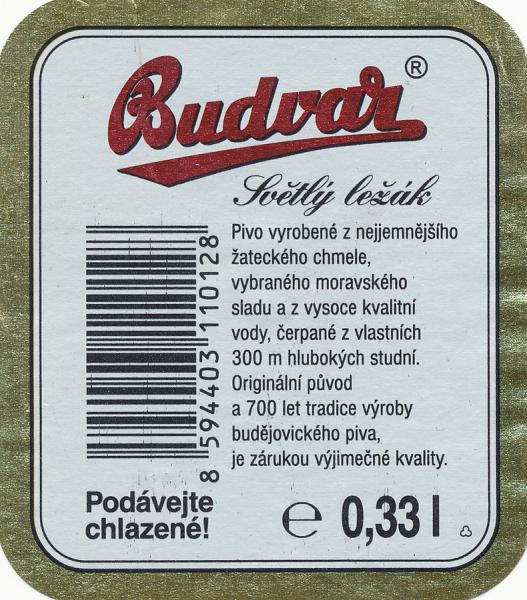 Budvar®
Světlý ležák
Pivo vyrobené z nejjemnějšího
žateckého chmele,
vybraného moravského
sladu a z vysoce kvalitní
vody, čerpané z vlastních
300 m hlubokých studní.
Originální původ
a 700 let tradice výroby
budějovického piva,
je zárukou výjimečné kvality.
8 594403 110128
Podávejte
chlazené!
℮ 0,33 l